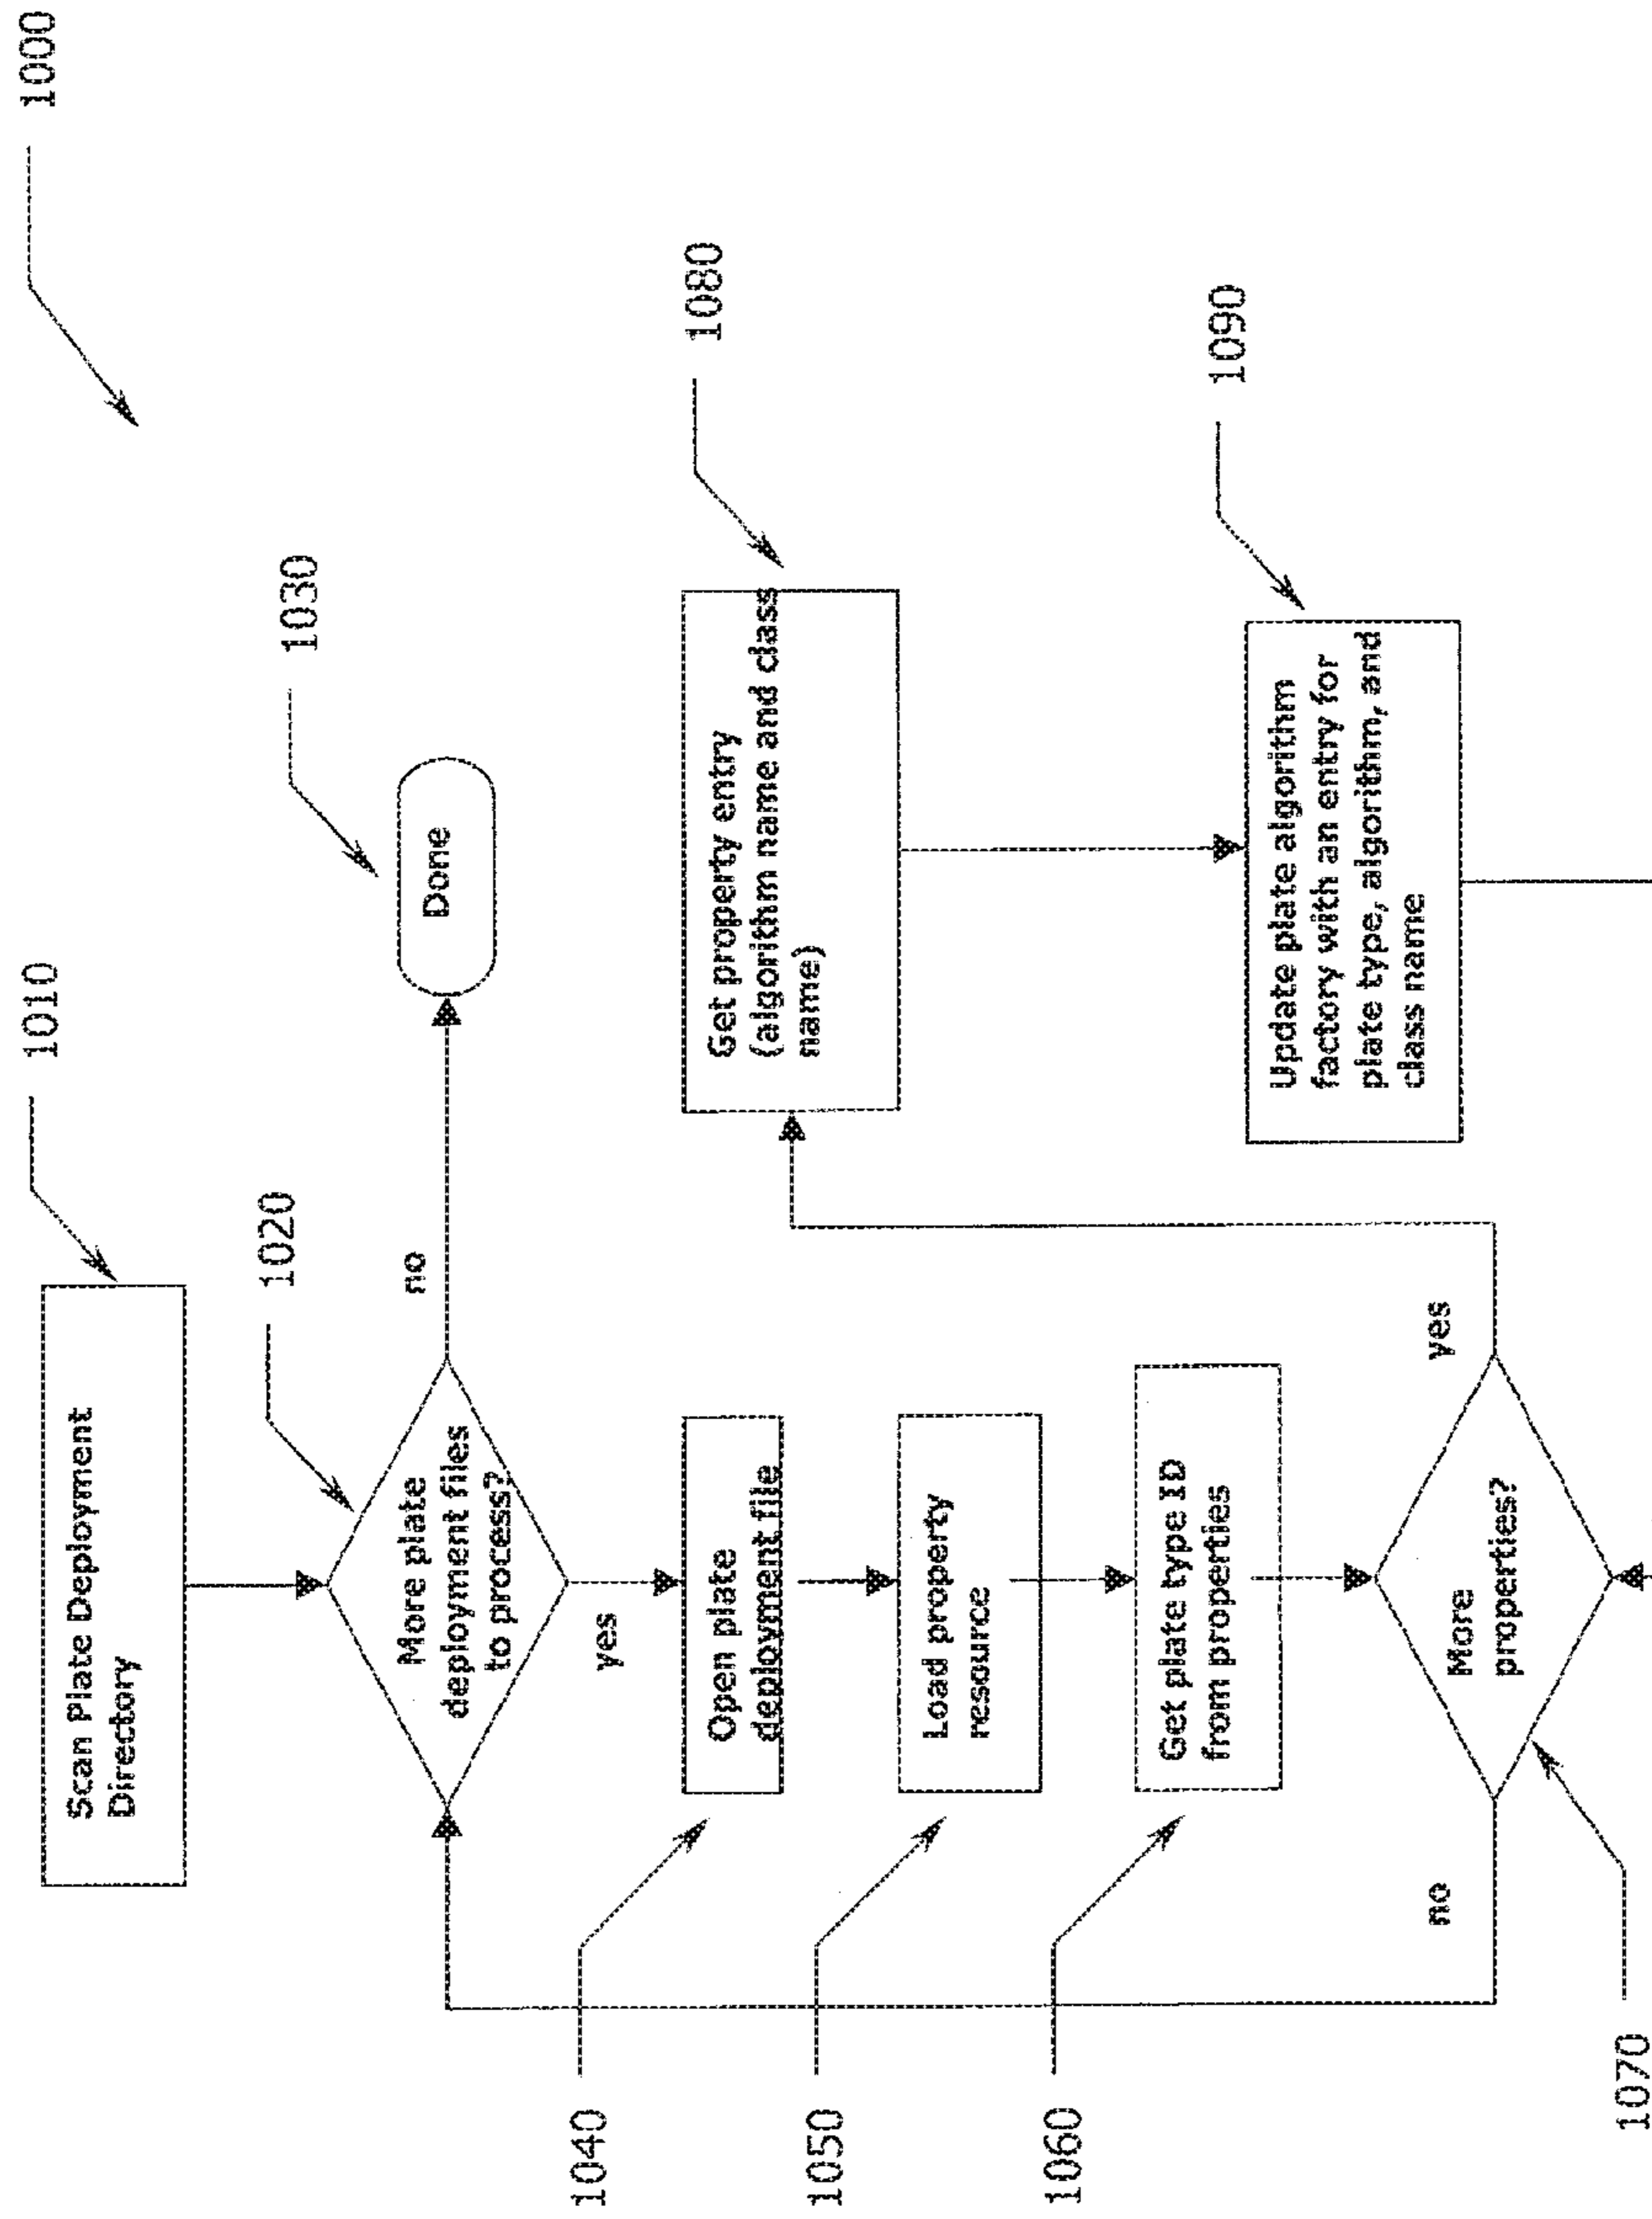 1000
1010
Scan Plate Deployment
Directory
1020
More plate
deployment files
to process?
no
1030
Done
yes
1040
Open plate
deployment file
1050
Load property
resource
1060
Get plate type ID
from properties
1070
More
properties?
no
yes
1080
Get property entry
(algorithm name and class
name)
1090
Update plate algorithm
factory with an entry for
plate type, algorithm, and
class name